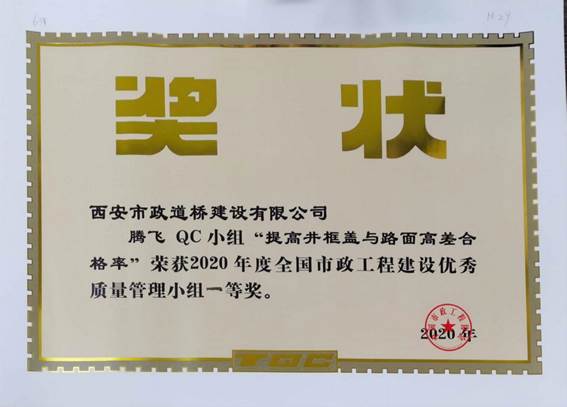 奖 状
西安市政道桥建设有限公司
腾飞 QC 小组“提高井框盖与路面高差合
格率”荣获2020年度全国市政工程建设优秀
质量管理小组一等奖。
2020年
TQC